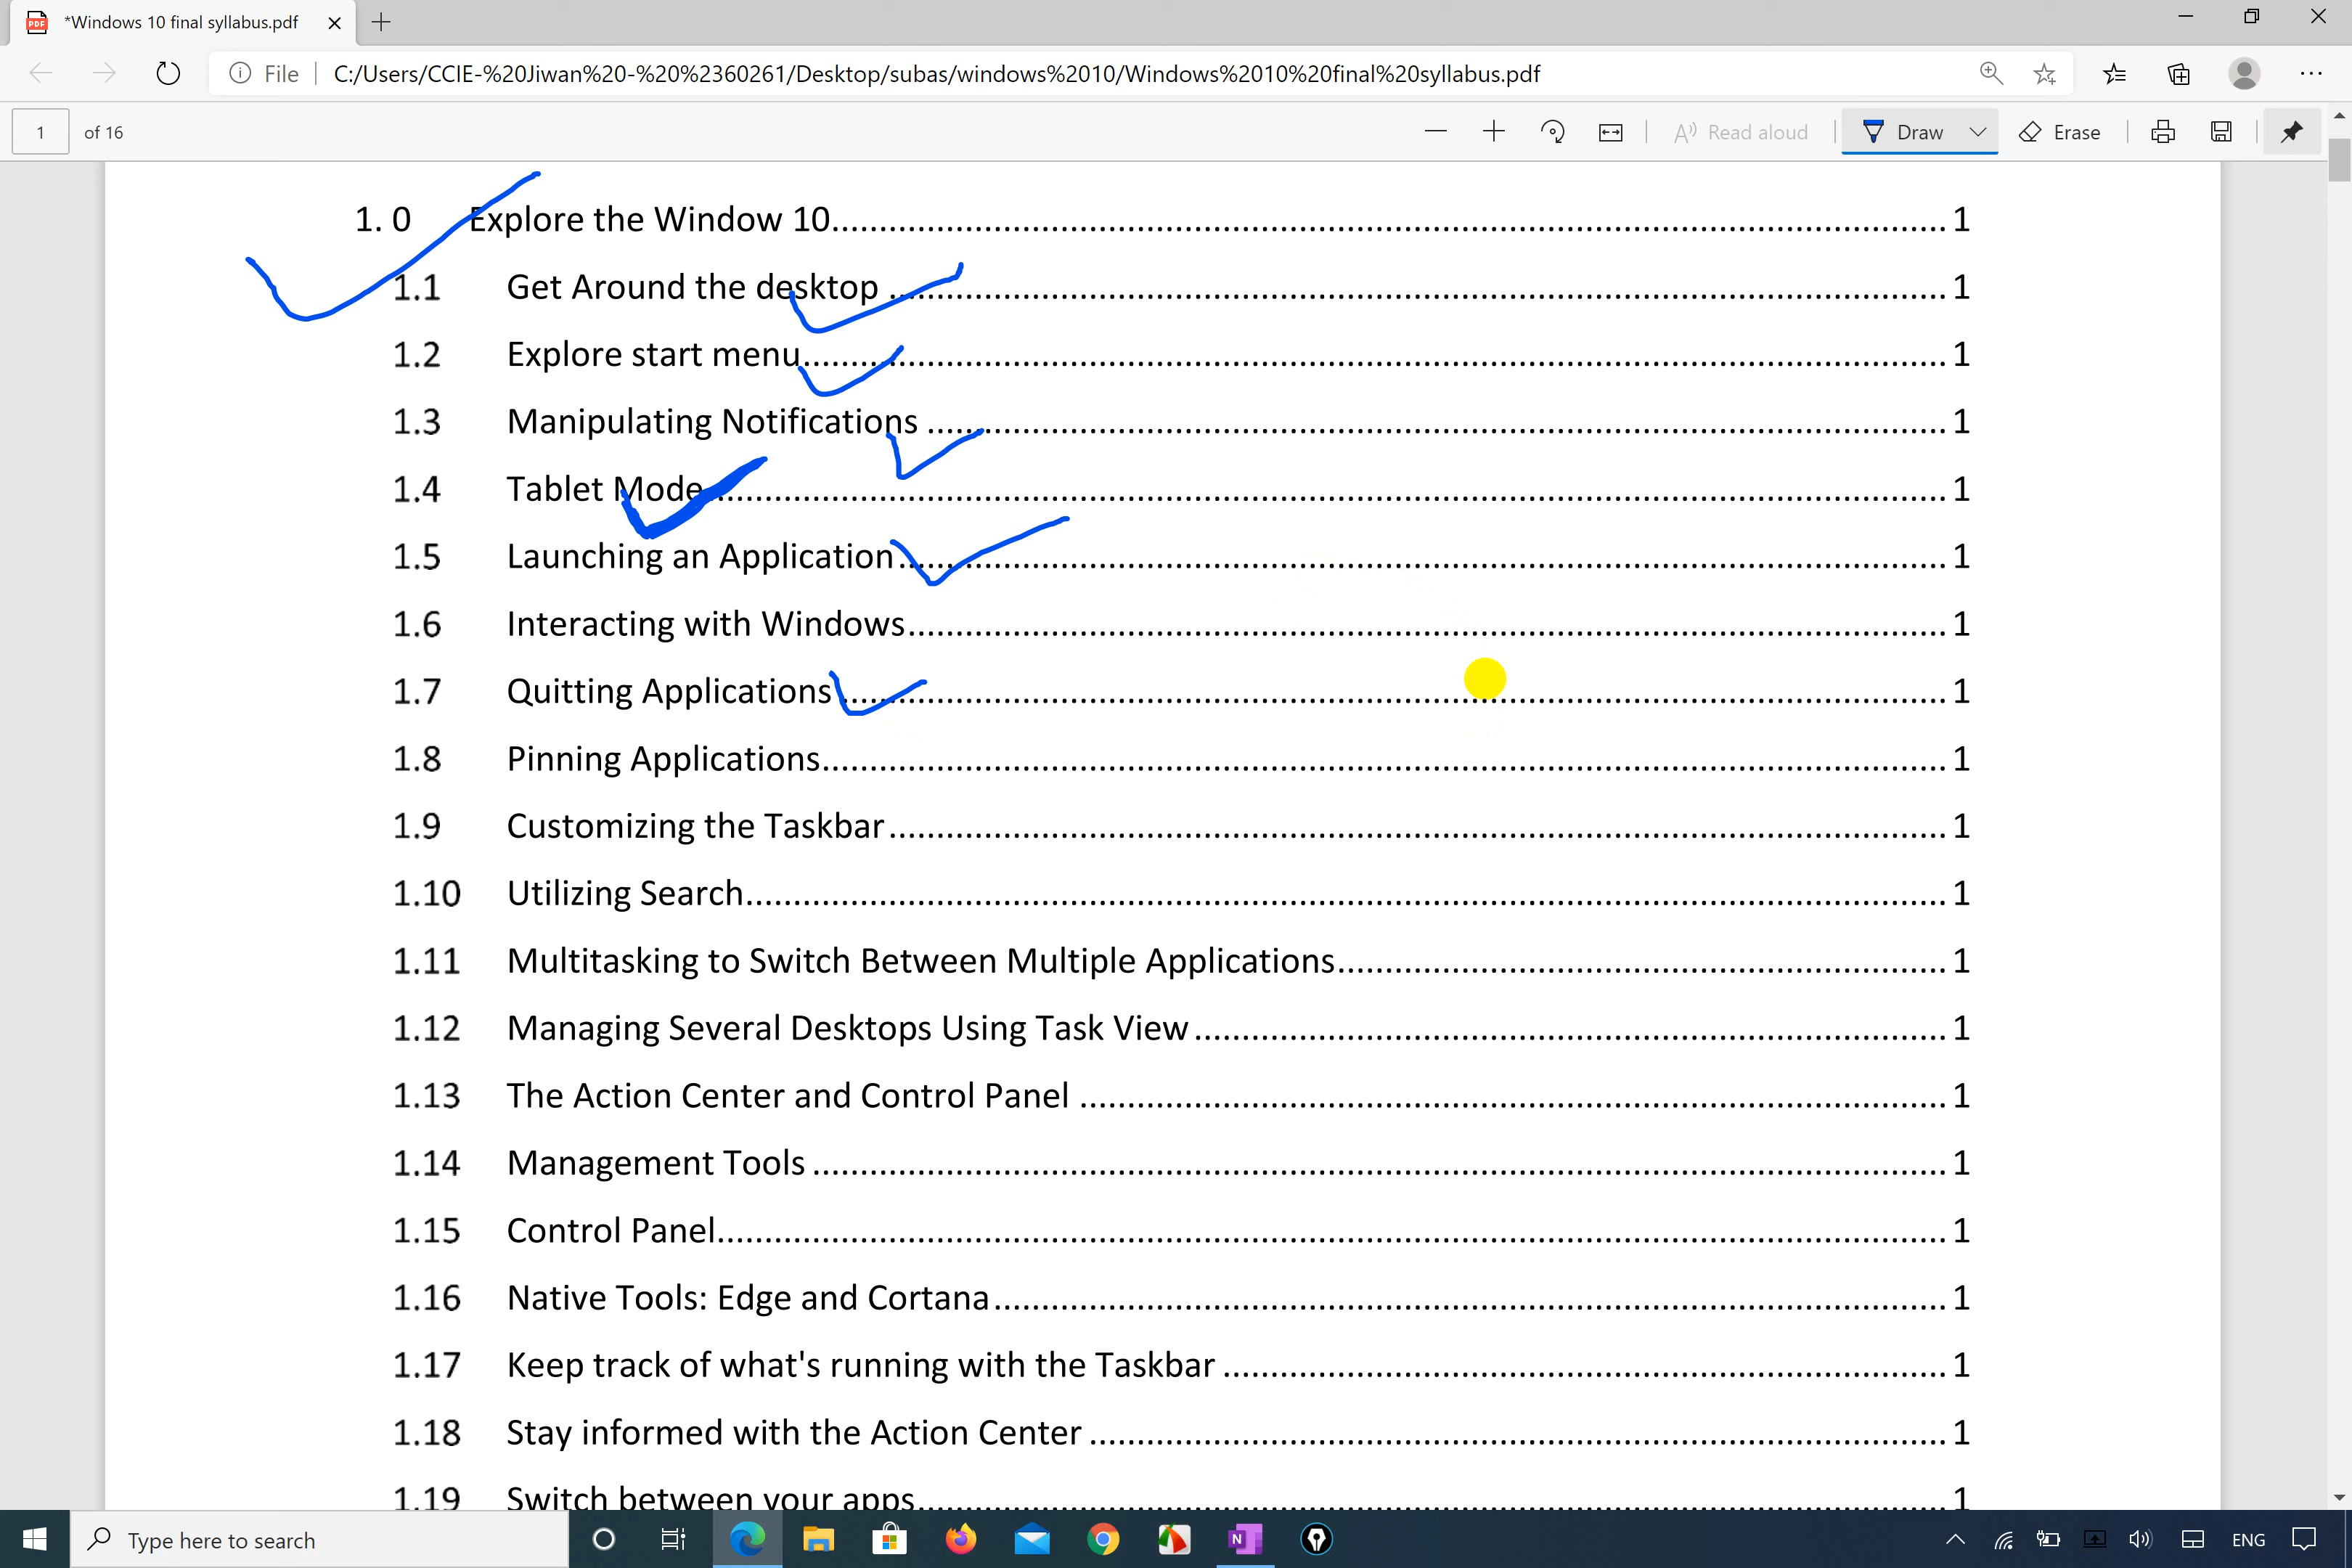 *Windows 10 final syllabus.pdf
File C:/Users/CCIE-%20Jiwan%20-%20%2360261/Desktop/subas/windows%2010/Windows%2010%20final%20syllabus.pdf
1 of 16 Read aloud Draw Erase
1. 0 Explore the Window 10 1
1.1 Get Around the desktop 1
1.2 Explore start menu 1
1.3 Manipulating Notifications 1
1.4 Tablet Mode 1
1.5 Launching an Application 1
1.6 Interacting with Windows 1
1.7 Quitting Applications 1
1.8 Pinning Applications 1
1.9 Customizing the Taskbar 1
1.10 Utilizing Search 1
1.11 Multitasking to Switch Between Multiple Applications 1
1.12 Managing Several Desktops Using Task View 1
1.13 The Action Center and Control Panel 1
1.14 Management Tools 1
1.15 Control Panel 1
1.16 Native Tools: Edge and Cortana 1
1.17 Keep track of what's running with the Taskbar 1
1.18 Stay informed with the Action Center 1
1.19 Switch between your apps 1
Type here to search ENG